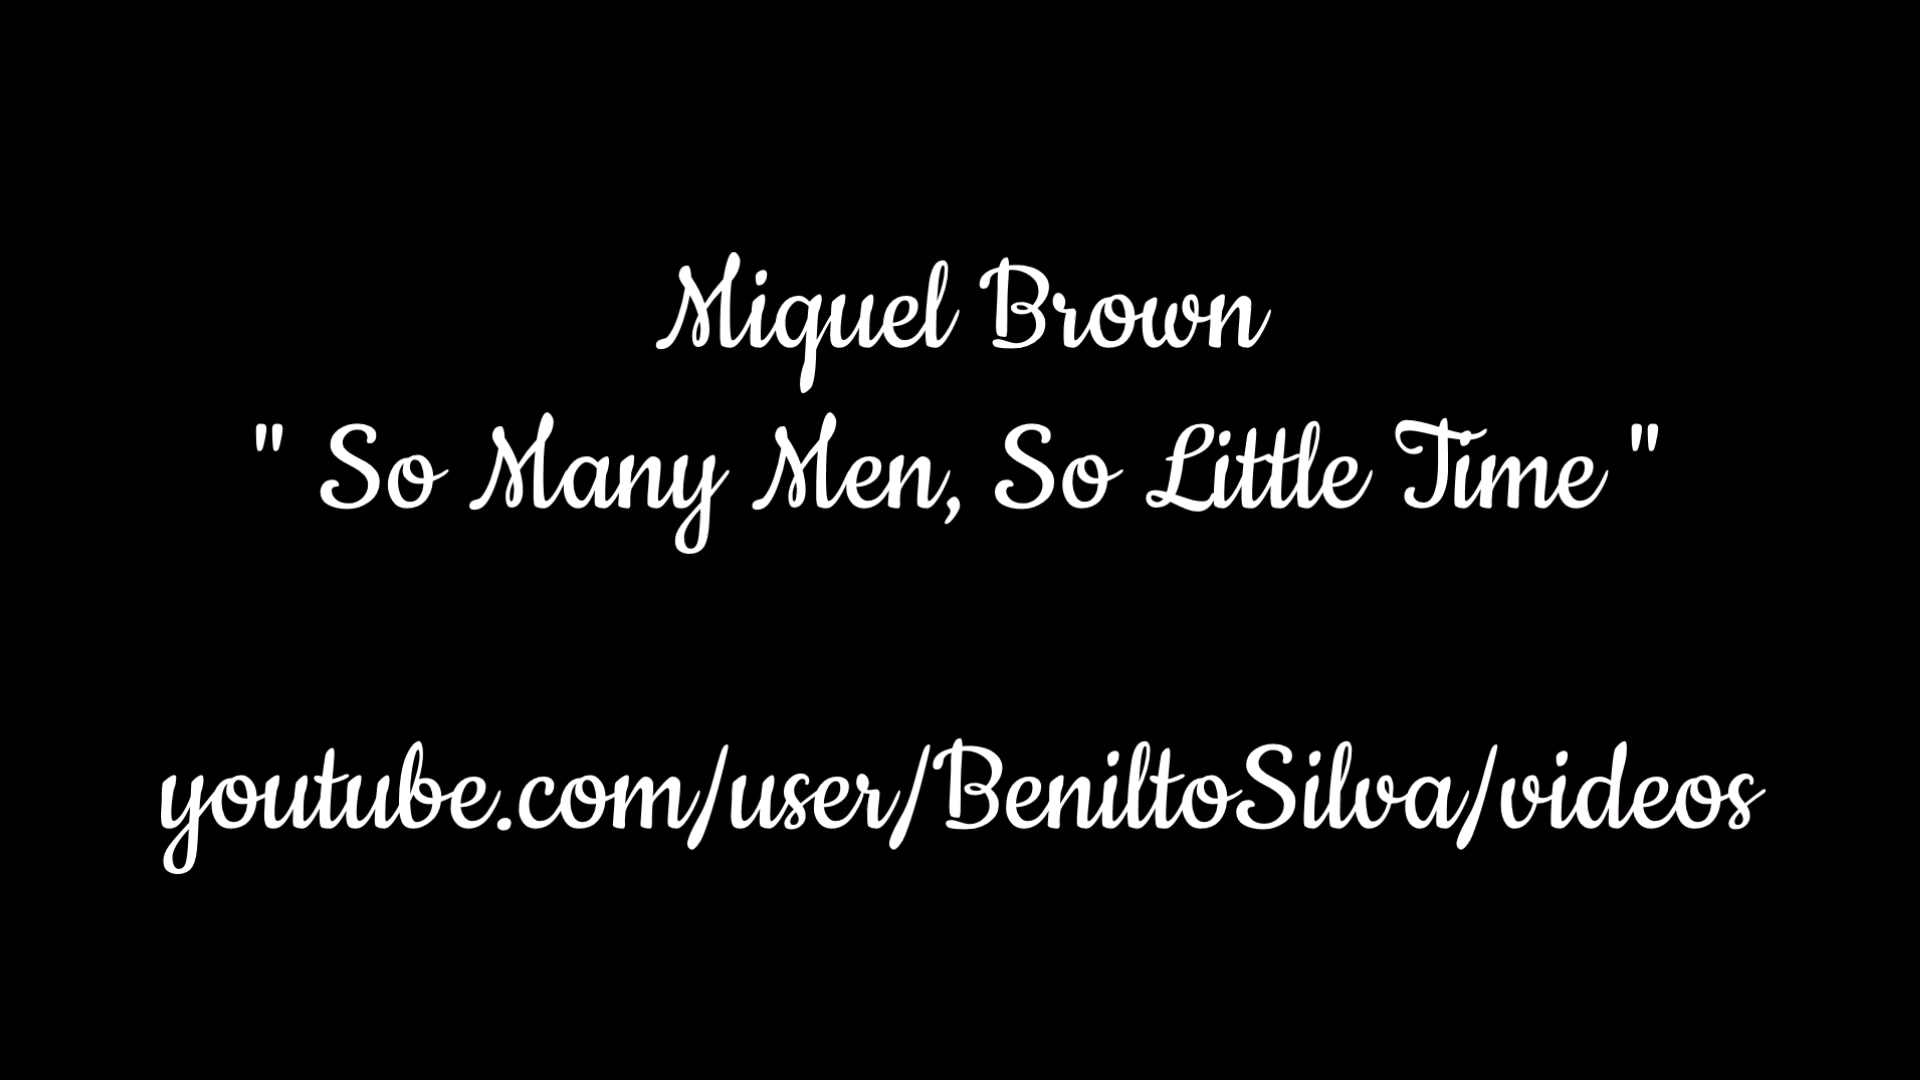 Miquel Brown
" So Many Men, So Little Time "
youtube.com/user/BeniltoSilva/videos